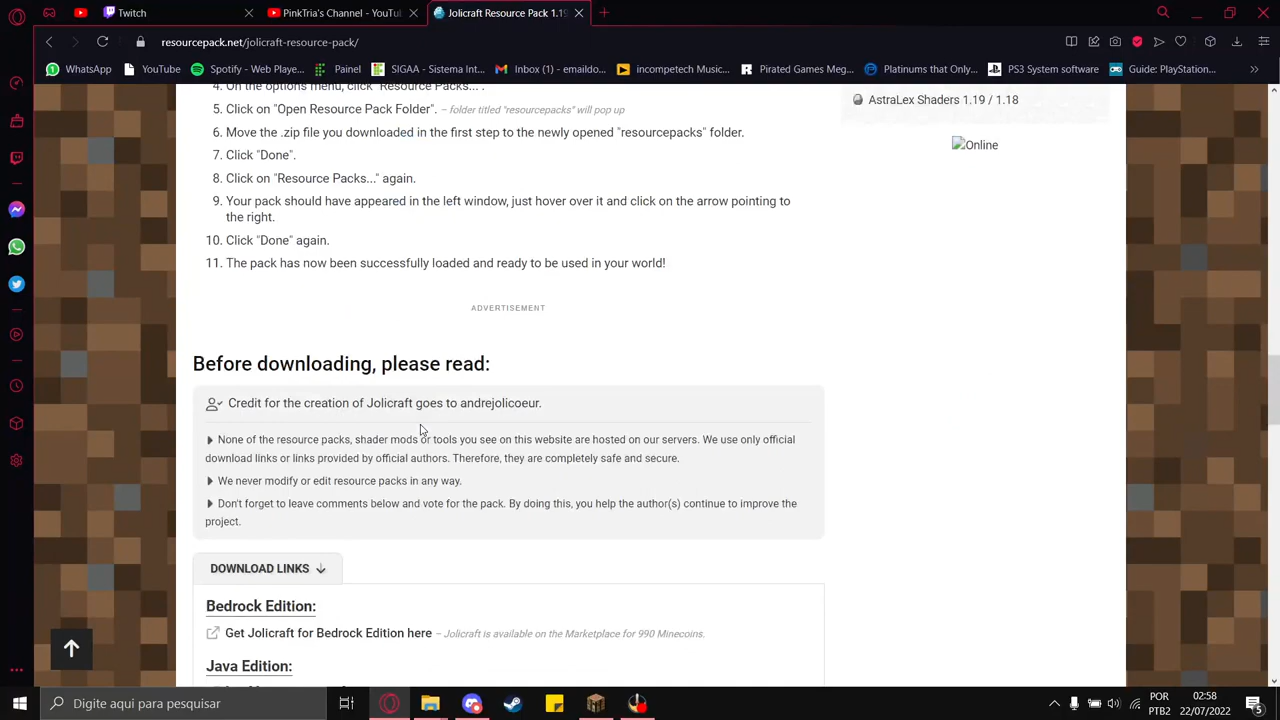 Twitch
PinkTria's Channel - YouTu
Jolicraft Resource Pack 1.19
resourcepack.net/jolicraft-resource-pack/
WhatsApp
YouTube
Spotify - Web Playe...
Painel
SIGAA - Sistema Int...
Inbox (1) - emaildo...
incompetech Music...
Pirated Games Meg...
Platinums that Onl...
PS3 System software
Guide: PlayStation...
5. Click on "Open Resource Pack Folder". – folder titled "resourcepacks" will pop up
6. Move the .zip file you downloaded in the first step to the newly opened "resourcepacks" folder.
7. Click "Done".
8. Click on "Resource Packs..." again.
9. Your pack should have appeared in the left window, just hover over it and click on the arrow pointing to
the right.
10. Click "Done" again.
11. The pack has now been successfully loaded and ready to be used in your world!
AstraLex Shaders 1.19 / 1.18
Online
ADVERTISEMENT
Before downloading, please read:
Credit for the creation of Jolicraft goes to andrejolicoeur.
None of the resource packs, shader mods or tools you see on this website are hosted on our servers. We use only official
download links or links provided by official authors. Therefore, they are completely safe and secure.
We never modify or edit resource packs in any way.
Don't forget to leave comments below and vote for the pack. By doing this, you help the author(s) continue to improve the
project.
DOWNLOAD LINKS
Bedrock Edition:
Get Jolicraft for Bedrock Edition here – Jolicraft is available on the Marketplace for 990 Minecoins.
Java Edition:
Digite aqui para pesquisar
POR
PTB2
02:58
22/07/2022
5